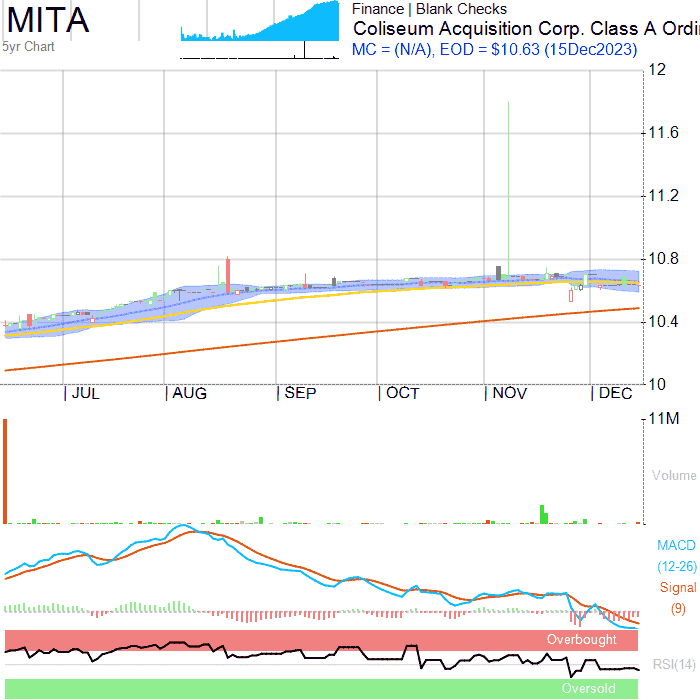 MITA
5yr Chart
Finance | Blank Checks
Coliseum Acquisition Corp. Class A Ordi
MC = (N/A), EOD = $10.63 (15Dec2023)
12
11.6
11.2
10.8
10.4
10
JUL AUG SEP OCT NOV DEC
11M
Volume
MACD
(12-26)
Signal
(9)
Overbought
RSI(14)
Oversold